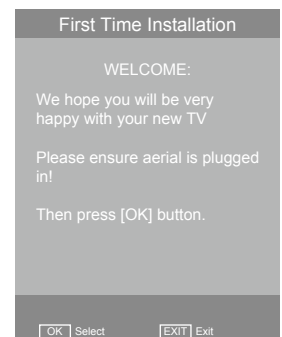 First Time Installation
WELCOME:
We hope you will be very
happy with your new TV
Please ensure aerial is plugged
in!
Then press [OK] button.
OK Select EXIT Exit